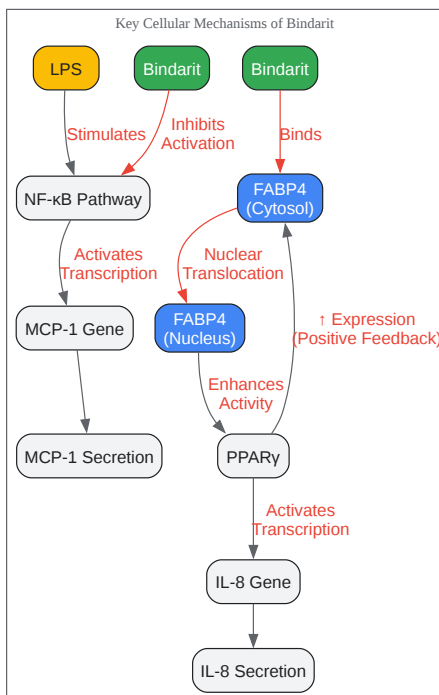 Key Cellular Mechanisms of Bindarit
LPS
Bindarit
Bindarit
Stimulates
Inhibits
Activation
Binds
NF-κB Pathway
FABP4
(Cytosol)
Activates
Transcription
Nuclear
Translocation
MCP-1 Gene
FABP4
(Nucleus)
↑ Expression
(Positive Feedback)
Enhances
Activity
MCP-1 Secretion
PPARγ
Activates
Transcription
IL-8 Gene
IL-8 Secretion